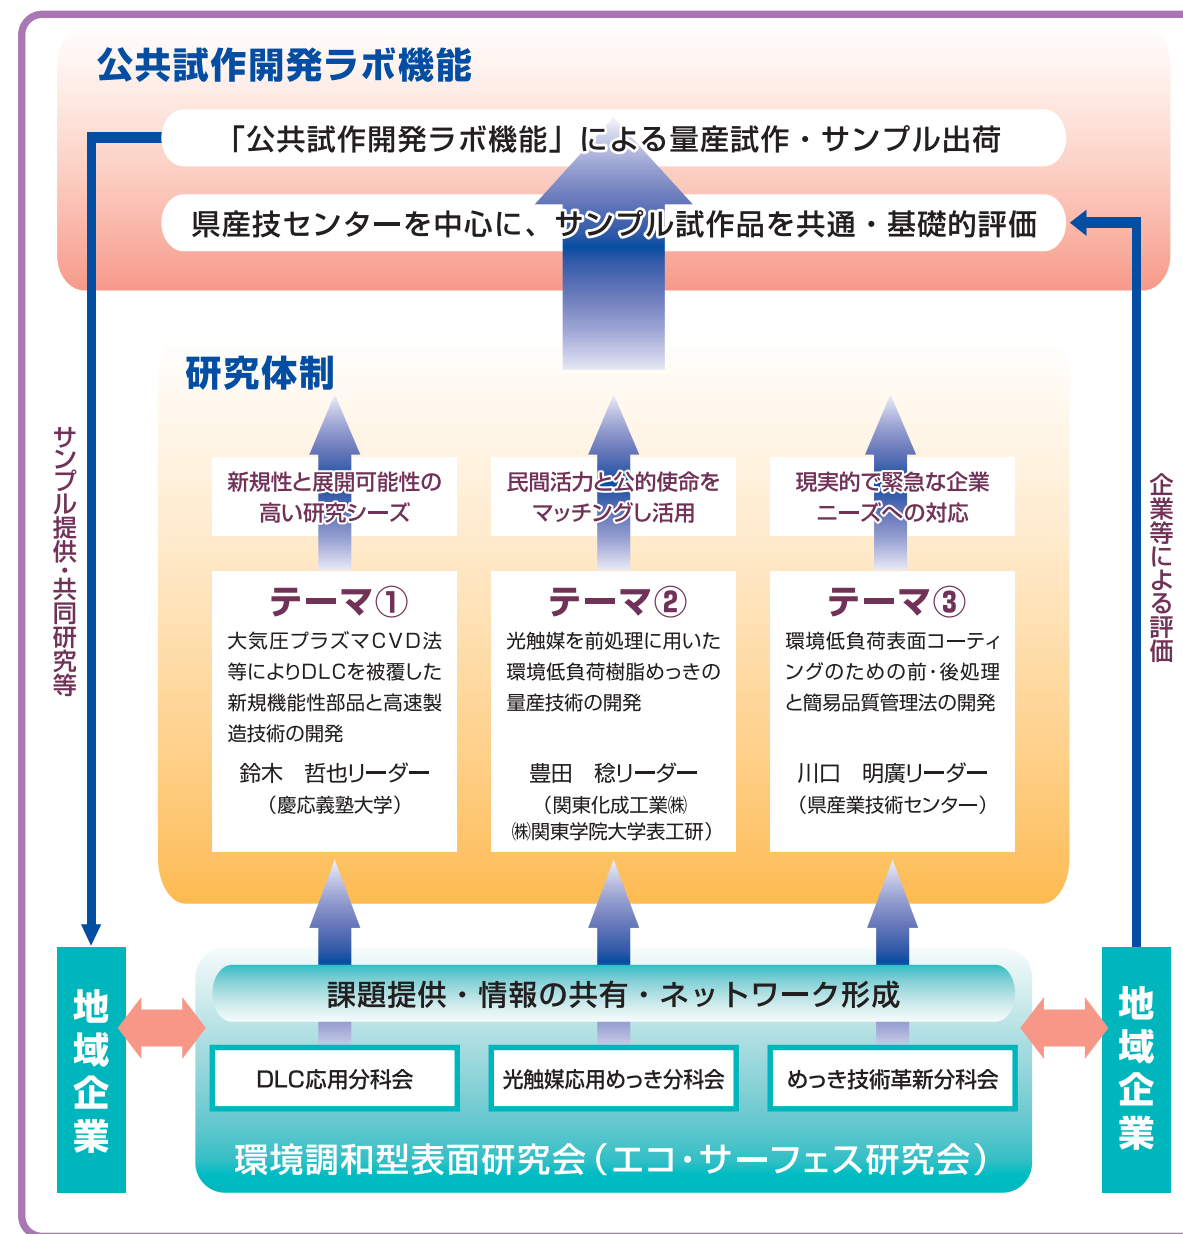 公共試作開発ラボ機能
「公共試作開発ラボ機能」による量産試作・サンプル出荷
県産技センターを中心に、サンプル試作品を共通・基礎的評価
サンプル提供・共同研究等
企業等による評価
研究体制
新規性と展開可能性の
高い研究シーズ
民間活力と公的使命を
マッチングし活用
現実的で緊急な企業
ニーズへの対応
テーマ①
大気圧プラズマCVD法
等によりDLCを被覆した
新規機能性部品と高速製
造技術の開発
鈴木　哲也リーダー
（慶応義塾大学）
テーマ②
光触媒を前処理に用いた
環境低負荷樹脂めっきの
量産技術の開発
豊田　稔リーダー
（関東化成工業㈱
㈱関東学院大学表工研）
テーマ③
環境低負荷表面コーティ
ングのための前・後処理
と簡易品質管理法の開発
川口　明廣リーダー
（県産業技術センター）
地域企業
課題提供・情報の共有・ネットワーク形成
DLC応用分科会
光触媒応用めっき分科会
めっき技術革新分科会
環境調和型表面研究会（エコ・サーフェス研究会）
地域企業